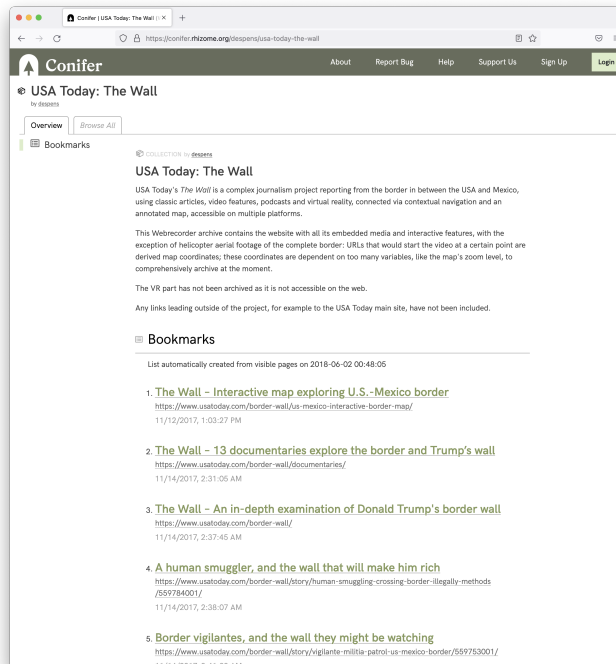 Conifer | USA Today: The Wall (
https://conifer.rhizome.org/despens/usa-today-the-wall
Conifer
About Report Bug Help Support Us Sign Up Login
USA Today: The Wall
by despens
Overview Browse All
Bookmarks
COLLECTION by despens
USA Today: The Wall
USA Today's The Wall is a complex journalism project reporting from the border in between the USA and Mexico,
using classic articles, video features, podcasts and virtual reality, connected via contextual navigation and an
annotated map, accessible on multiple platforms.
This Webrecorder archive contains the website with all its embedded media and interactive features, with the
exception of helicopter aerial footage of the complete border: URLs that would start the video at a certain point are
derived map coordinates; these coordinates are dependent on too many variables, like the map's zoom level, to
comprehensively archive at the moment.
The VR part has not been archived as it is not accessible on the web.
Any links leading outside of the project, for example to the USA Today main site, have not been included.
Bookmarks
List automatically created from visible pages on 2018-06-02 00:48:05
1. The Wall – Interactive map exploring U.S.-Mexico border
https://www.usatoday.com/border-wall/us-mexico-interactive-border-map/
11/12/2017, 1:03:27 PM
2. The Wall – 13 documentaries explore the border and Trump's wall
https://www.usatoday.com/border-wall/documentaries/
11/14/2017, 2:31:05 AM
3. The Wall – An in-depth examination of Donald Trump's border wall
https://www.usatoday.com/border-wall/
11/14/2017, 2:37:45 AM
4. A human smuggler, and the wall that will make him rich
https://www.usatoday.com/border-wall/story/human-smuggling-crossing-border-illegally-methods
/559784001/
11/14/2017, 2:38:07 AM
5. Border vigilantes, and the wall they might be watching
https://www.usatoday.com/border-wall/story/vigilante-militia-patrol-us-mexico-border/559753001/